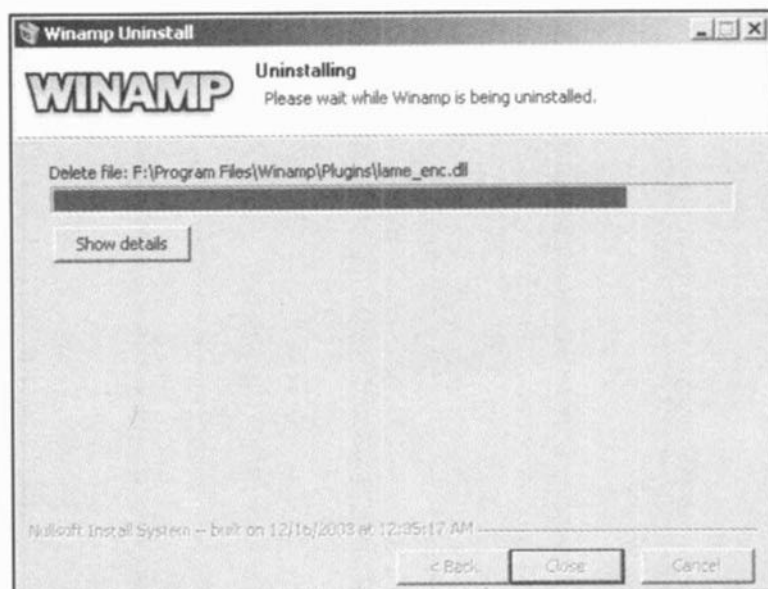 Winamp Uninstall
WINAMP
Uninstalling
Please wait while Winamp is being uninstalled.
Delete file: F:\Program Files\Winamp\Plugins\lame_enc.dll
Show details
Nullsoft Install System -- built on 12/16/2003 at 12:35:17 AM
< Back
Close
Cancel